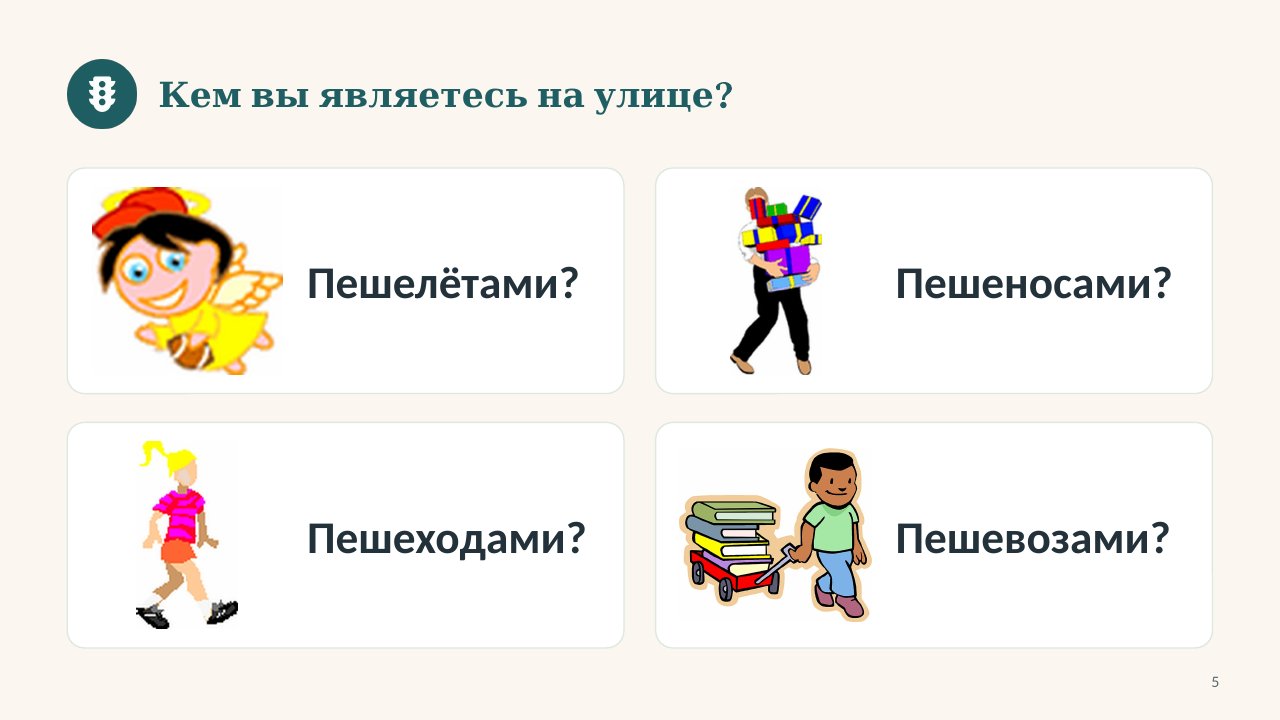 Кем вы являетесь на улице?
Пешелётами?
Пешеносами?
Пешеходами?
Пешевозами?
5